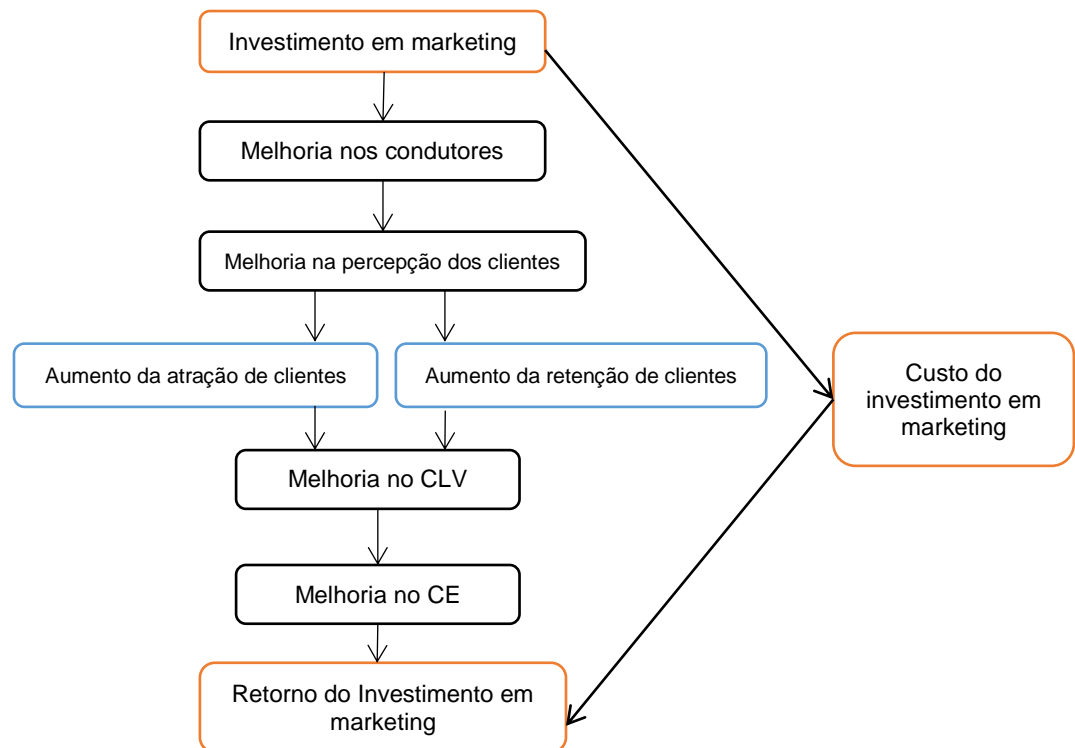 Investimento em marketing
Melhoria nos condutores
Melhoria na percepção dos clientes
Aumento da atração de clientes
Aumento da retenção de clientes
Custo do
investimento em
marketing
Melhoria no CLV
Melhoria no CE
Retorno do Investimento em
marketing